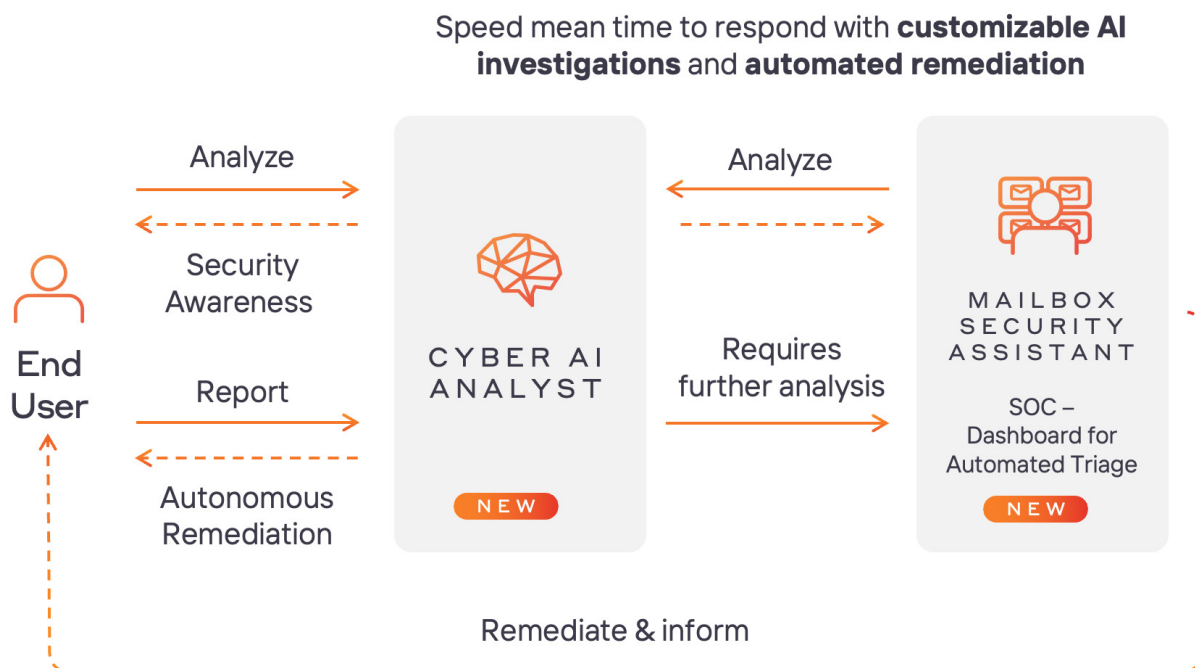 Speed mean time to respond with customizable AI
investigations and automated remediation
Analyze
Security
Awareness
End
User
Report
Autonomous
Remediation
CYBER AI
ANALYST
NEW
Analyze
Requires
further analysis
MAILBOX
SECURITY
ASSISTANT
SOC –
Dashboard for
Automated Triage
NEW
Remediate & inform